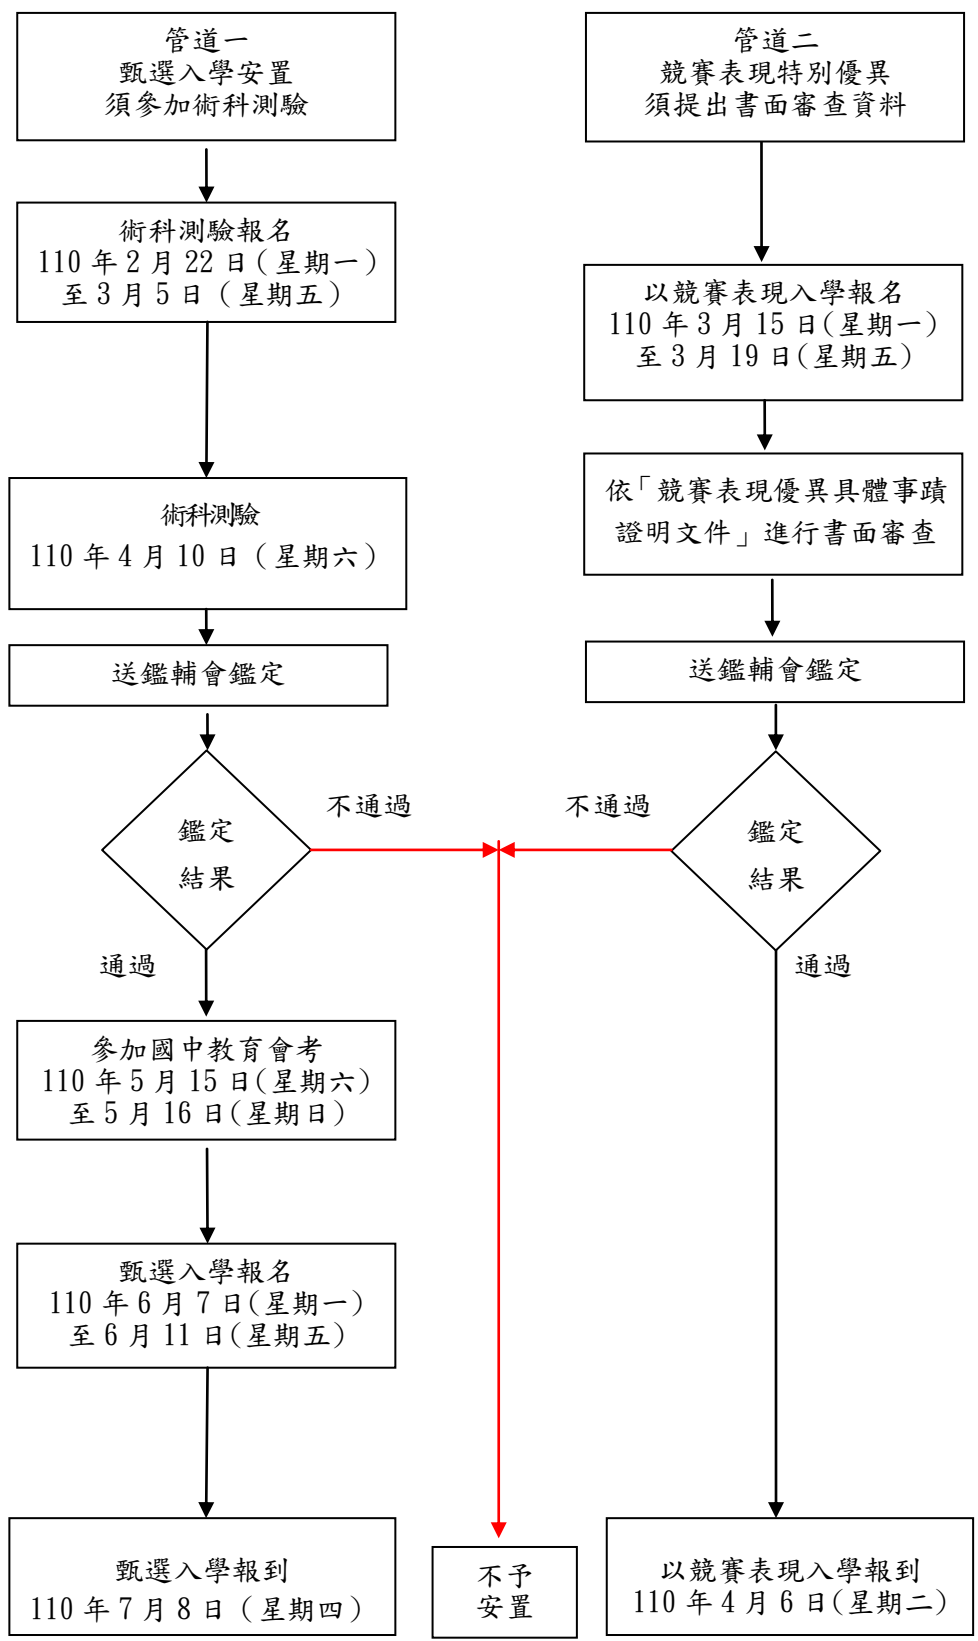 管道一
甄選入學安置
須參加術科測驗
術科測驗報名
110 年 2 月 22 日(星期一)
至 3 月 5 日 (星期五)
術科測驗
110 年 4 月 10 日 (星期六)
送鑑輔會鑑定
鑑定
結果
不通過
通過
參加國中教育會考
110 年 5 月 15 日(星期六)
至 5 月 16 日(星期日)
甄選入學報名
110 年 6 月 7 日(星期一)
至 6 月 11 日(星期五)
甄選入學報到
110 年 7 月 8 日 (星期四)
管道二
競賽表現特別優異
須提出書面審查資料
以競賽表現入學報名
110 年 3 月 15 日(星期一)
至 3 月 19 日(星期五)
依「競賽表現優異具體事蹟
證明文件」進行書面審查
送鑑輔會鑑定
鑑定
結果
不通過
通過
不予
安置
以競賽表現入學報到
110 年 4 月 6 日(星期二)